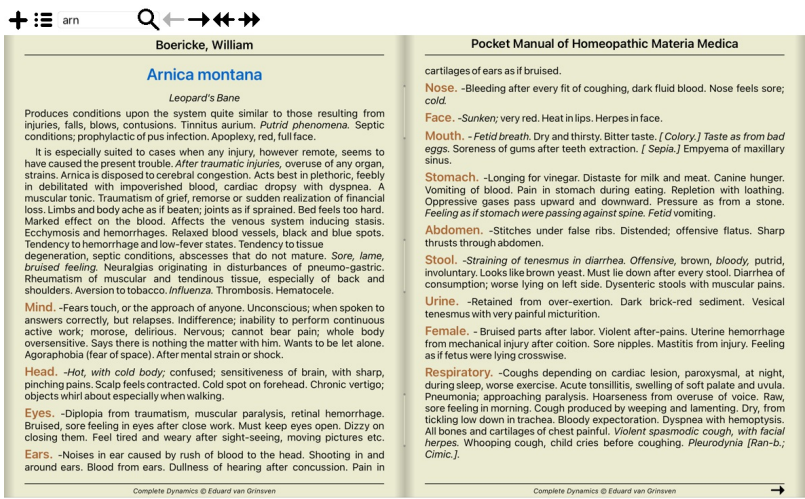 arn
Boericke, William
Arnica montana
Leopard's Bane
Produces conditions upon the system quite similar to those resulting from
injuries, falls, blows, contusions. Tinnitus aurium. Putrid phenomena. Septic
conditions; prophylactic of pus infection. Apoplexy, red, full face.
It is especially suited to cases when any injury, however remote, seems to
have caused the present trouble. After traumatic injuries, overuse of any organ,
strains. Arnica is disposed to cerebral congestion. Acts best in plethoric, feebly
in debilitated with impoverished blood, cardiac dropsy with dyspnea. A
muscular tonic. Traumatism of grief, remorse or sudden realization of financial
loss. Limbs and body ache as if beaten; joints as if sprained. Bed feels too hard.
Marked effect on the blood. Affects the venous system inducing stasis.
Ecchymosis and hemorrhages. Relaxed blood vessels, black and blue spots.
Tendency to hemorrhage and low-fever states. Tendency to tissue
degeneration, septic conditions, abscesses that do not mature. Sore, lame,
bruised feeling. Neuralgias originating in disturbances of pneumo-gastric.
Rheumatism of muscular and tendinous tissue, especially of back and
shoulders. Aversion to tobacco. Influenza. Thrombosis. Hematocele.
Mind. -Fears touch, or the approach of anyone. Unconscious; when spoken to
answers correctly, but relapses. Indifference; inability to perform continuous
active work; morose, delirious. Nervous; cannot bear pain; whole body
oversensitive. Says there is nothing the matter with him. Wants to be let alone.
Agoraphobia (fear of space). After mental strain or shock.
Head. -Hot, with cold body; confused; sensitiveness of brain, with sharp,
pinching pains. Scalp feels contracted. Cold spot on forehead. Chronic vertigo;
objects whirl about especially when walking.
Eyes. -Diplopia from traumatism, muscular paralysis, retinal hemorrhage.
Bruised, sore feeling in eyes after close work. Must keep eyes open. Dizzy on
closing them. Feel tired and weary after sight-seeing, moving pictures etc.
Ears. -Noises in ear caused by rush of blood to the head. Shooting in and
around ears. Blood from ears. Dullness of hearing after concussion. Pain in
Complete Dynamics © Eduard van Grinsven
Pocket Manual of Homeopathic Materia Medica
cartilages of ears as if bruised.
Nose. -Bleeding after every fit of coughing, dark fluid blood. Nose feels sore;
cold.
Face. -Sunken; very red. Heat in lips. Herpes in face.
Mouth. - Fetid breath. Dry and thirsty. Bitter taste. [ Colory.] Taste as from bad
eggs. Soreness of gums after teeth extraction. [ Sepia.] Empyema of maxillary
sinus.
Stomach. -Longing for vinegar. Distaste for milk and meat. Canine hunger.
Vomiting of blood. Pain in stomach during eating. Repletion with loathing.
Oppressive gases pass upward and downward. Pressure as from a stone.
Feeling as if stomach were passing against spine. Fetid vomiting.
Abdomen. -Stitches under false ribs. Distended; offensive flatus. Sharp
thrusts through abdomen.
Stool. -Straining of tenesmus in diarrhea. Offensive, brown, bloody, putrid,
involuntary. Looks like brown yeast. Must lie down after every stool. Diarrhea of
consumption; worse lying on left side. Dysenteric stools with muscular pains.
Urine. -Retained from over-exertion. Dark brick-red sediment. Vesical
tenesmus with very painful micturition.
Female. - Bruised parts after labor. Violent after-pains. Uterine hemorrhage
from mechanical injury after coition. Sore nipples. Mastitis from injury. Feeling
as if fetus were lying crosswise.
Respiratory. -Coughs depending on cardiac lesion, paroxysmal, at night,
during sleep, worse exercise. Acute tonsillitis, swelling of soft palate and uvula.
Pneumonia; approaching paralysis. Hoarseness from overuse of voice. Raw,
sore feeling in morning. Cough produced by weeping and lamenting. Dry, from
tickling low down in trachea. Bloody expectoration. Dyspnea with hemoptysis.
All bones and cartilages of chest painful. Violent spasmodic cough, with facial
herpes. Whooping cough, child cries before coughing. Pleurodynia [Ran-b.;
Cimic.].
Complete Dynamics © Eduard van Grinsven